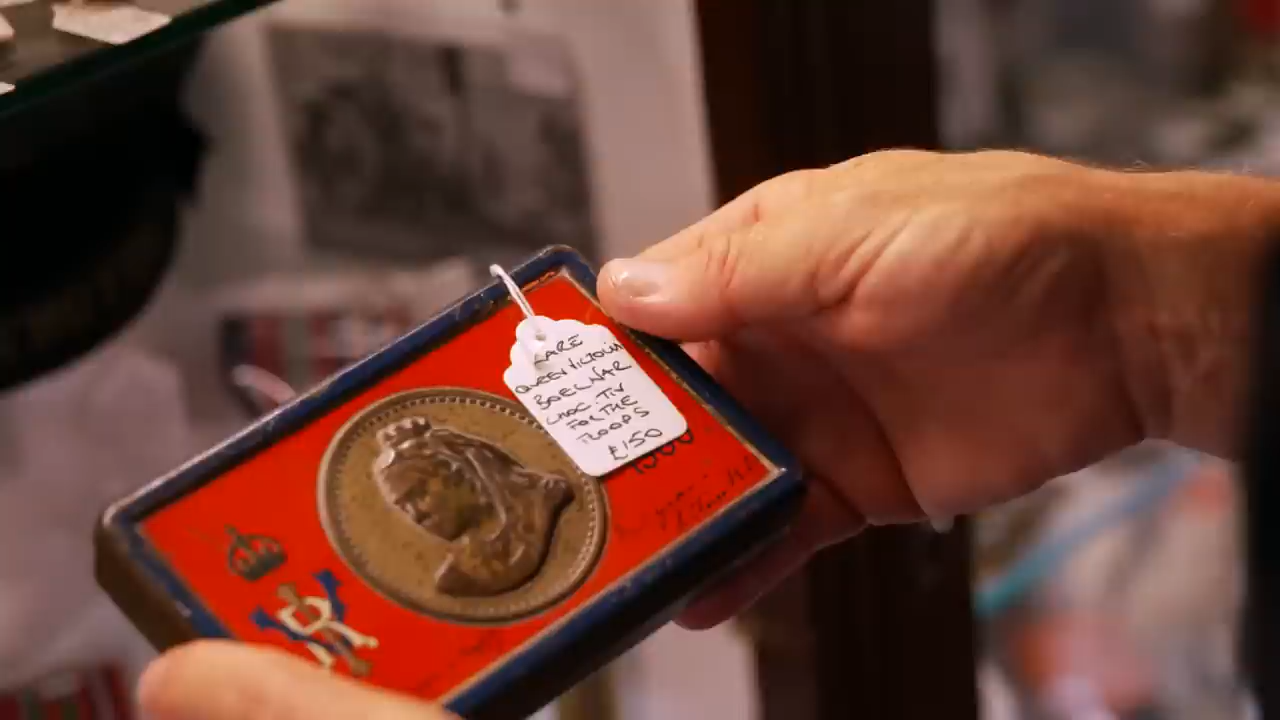 RARE
QUEEN VICTORIA
BOER WAR
CHOC. TIN
FOR THE
TROOPS
£150
1900